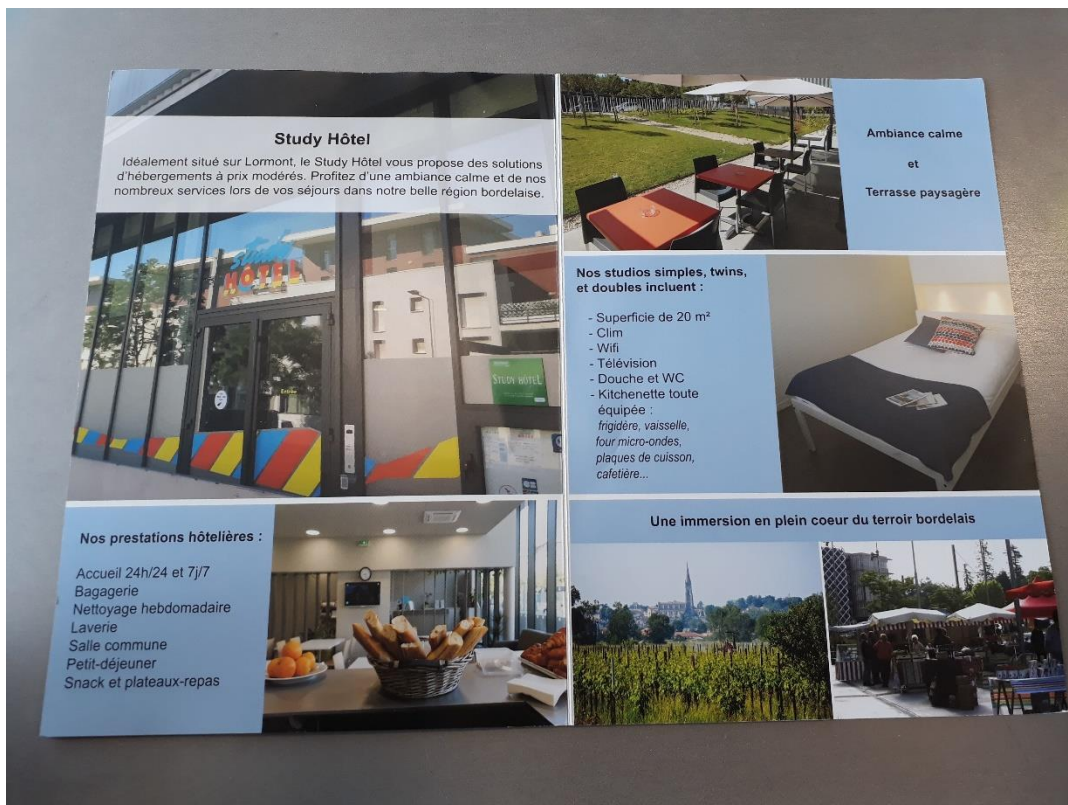 Study Hôtel
Idéalement situé sur Lormont, le Study Hôtel vous propose des solutions
d'hébergements à prix modérés. Profitez d'une ambiance calme et de nos
nombreux services lors de vos séjours dans notre belle région bordelaise.
study
HOTEL
Entrée
STUDY HOTEL
Nos prestations hôtelières :
Accueil 24h/24 et 7j/7
Bagagerie
Nettoyage hebdomadaire
Laverie
Salle commune
Petit-déjeuner
Snack et plateaux-repas
Ambiance calme
et
Terrasse paysagère
Nos studios simples, twins,
et doubles incluent :
- Superficie de 20 m²
- Clim
- Wifi
- Télévision
- Douche et WC
- Kitchenette toute
équipée :
frigidère, vaisselle,
four micro-ondes,
plaques de cuisson,
cafetière...
Une immersion en plein coeur du terroir bordelais